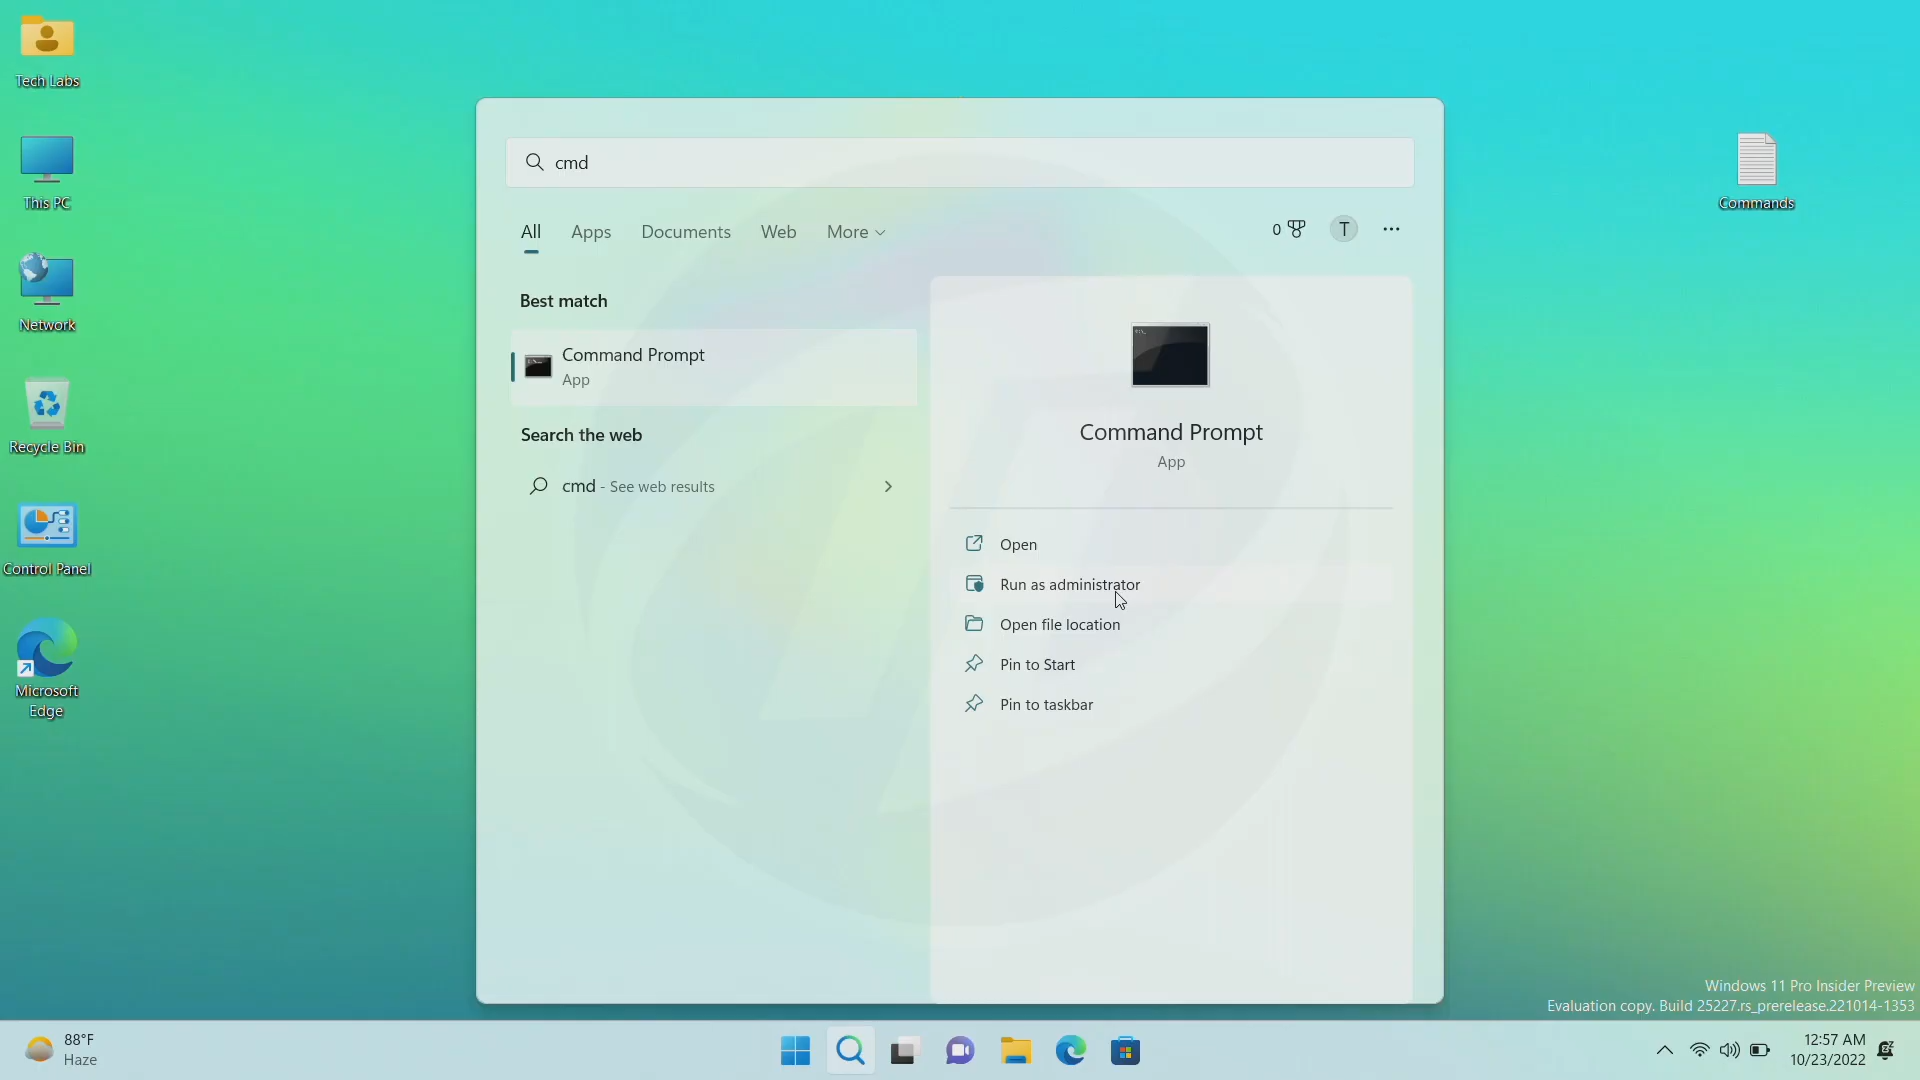 Tech Labs
This PC
Network
Recycle Bin
Control Panel
Microsoft
Edge
cmd
All
Apps
Documents
Web
More
0
T
Best match
Command Prompt
App
Search the web
cmd - See web results
Command Prompt
App
Open
Run as administrator
Open file location
Pin to Start
Pin to taskbar
Commands
Windows 11 Pro Insider Preview
Evaluation copy. Build 25227.rs_prerelease.221014-1353
88°F
Haze
12:57 AM
10/23/2022